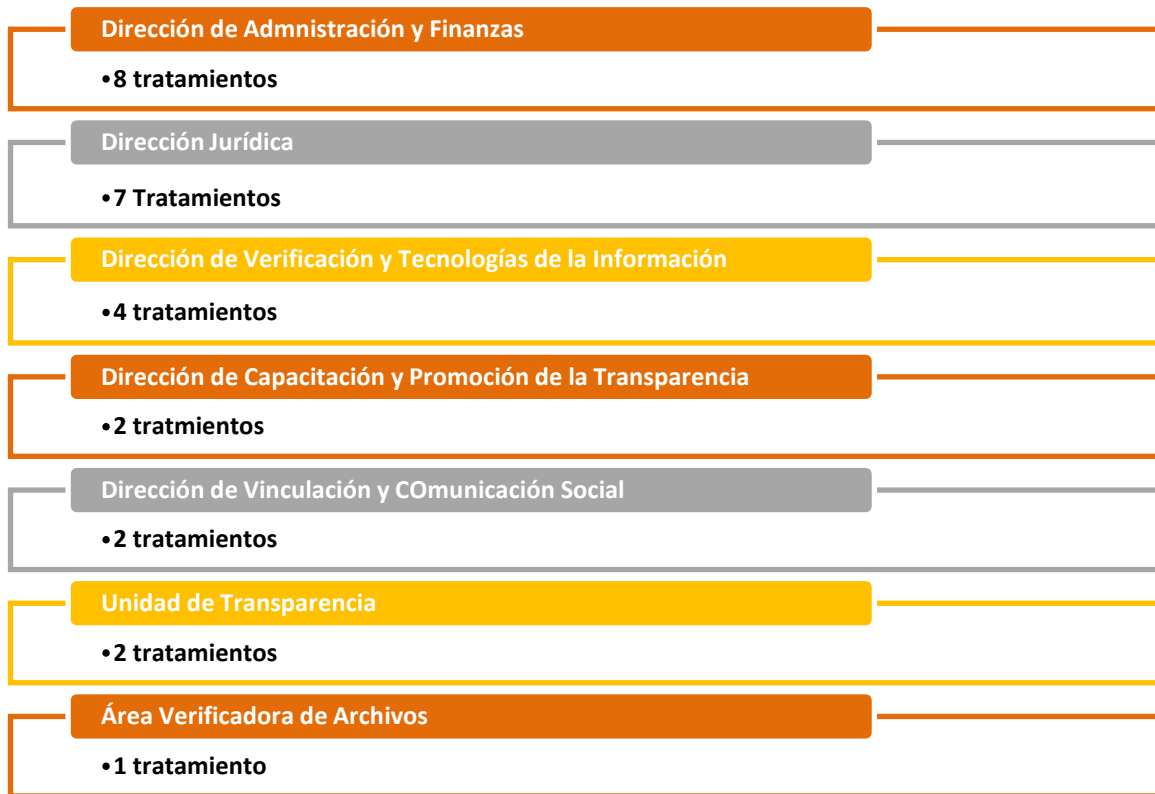 Dirección de Admnistración y Finanzas
•8 tratamientos
Dirección Jurídica
•7 Tratamientos
Dirección de Verificación y Tecnologías de la Información
•4 tratamientos
Dirección de Capacitación y Promoción de la Transparencia
•2 tratmientos
Dirección de Vinculación y COmunicación Social
•2 tratamientos
Unidad de Transparencia
•2 tratamientos
Área Verificadora de Archivos
•1 tratamiento